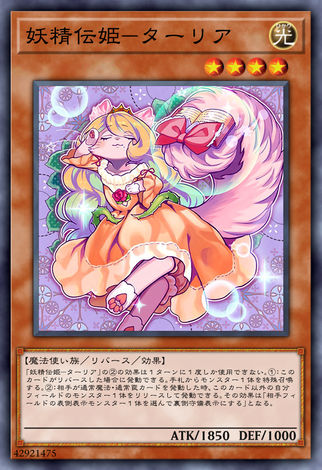 妖精伝姫－ターリア
光
【魔法使い族／リバース／効果】
「妖精伝姫－ターリア」の②の効果は１ターンに１度しか使用できない。①：こ
のカードがリバースした場合に発動できる。手札からモンスター１体を特殊召喚
する。②：相手が通常魔法・通常罠カードを発動した時、このカード以外の自分
フィールドのモンスター１体をリリースして発動できる。その効果は「相手フィ
ールドの表側表示モンスター１体を選んで裏側守備表示にする」となる。
ATK/1850 DEF/1000
42921475